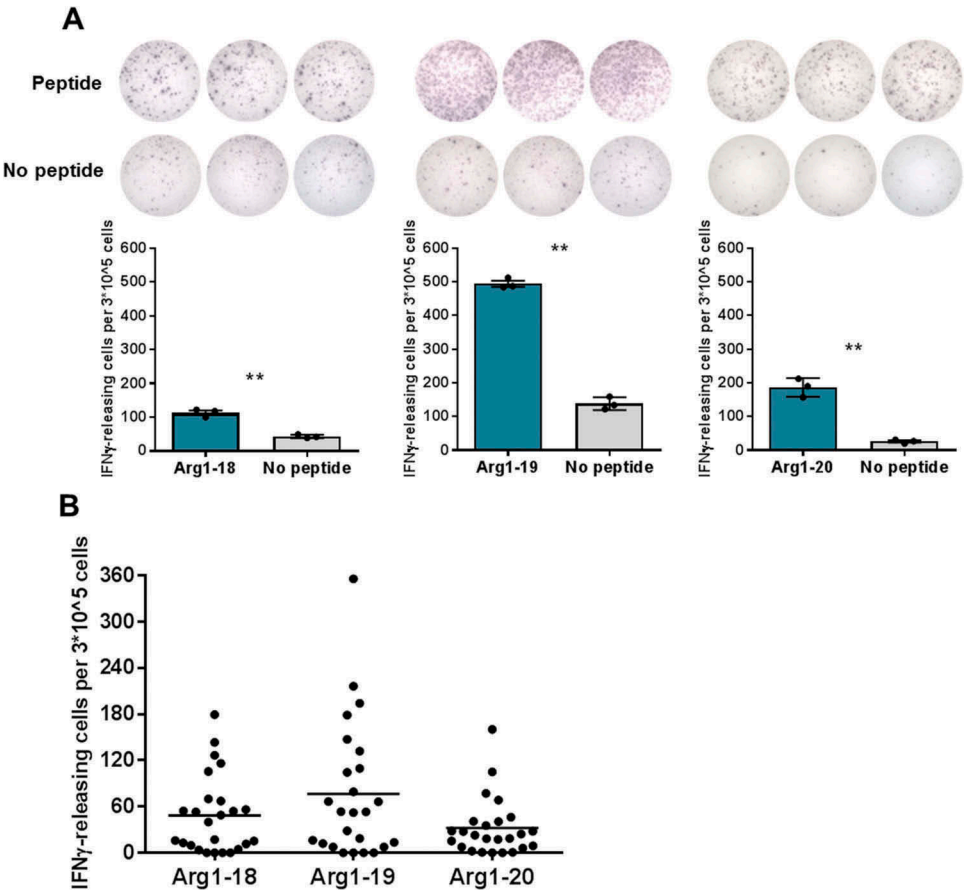 A
Peptide
No peptide
IFNγ-releasing cells per 3*10^5 cells
600
500
400
300
200
100
0
**
Arg1-18
No peptide
IFNγ-releasing cells per 3*10^5 cells
600
500
400
300
200
100
0
**
Arg1-19
No peptide
IFNγ-releasing cells per 3*10^5 cells
600
500
400
300
200
100
0
**
Arg1-20
No peptide
B
IFNγ-releasing cells per 3*10^5 cells
360
300
240
180
120
60
0
Arg1-18
Arg1-19
Arg1-20